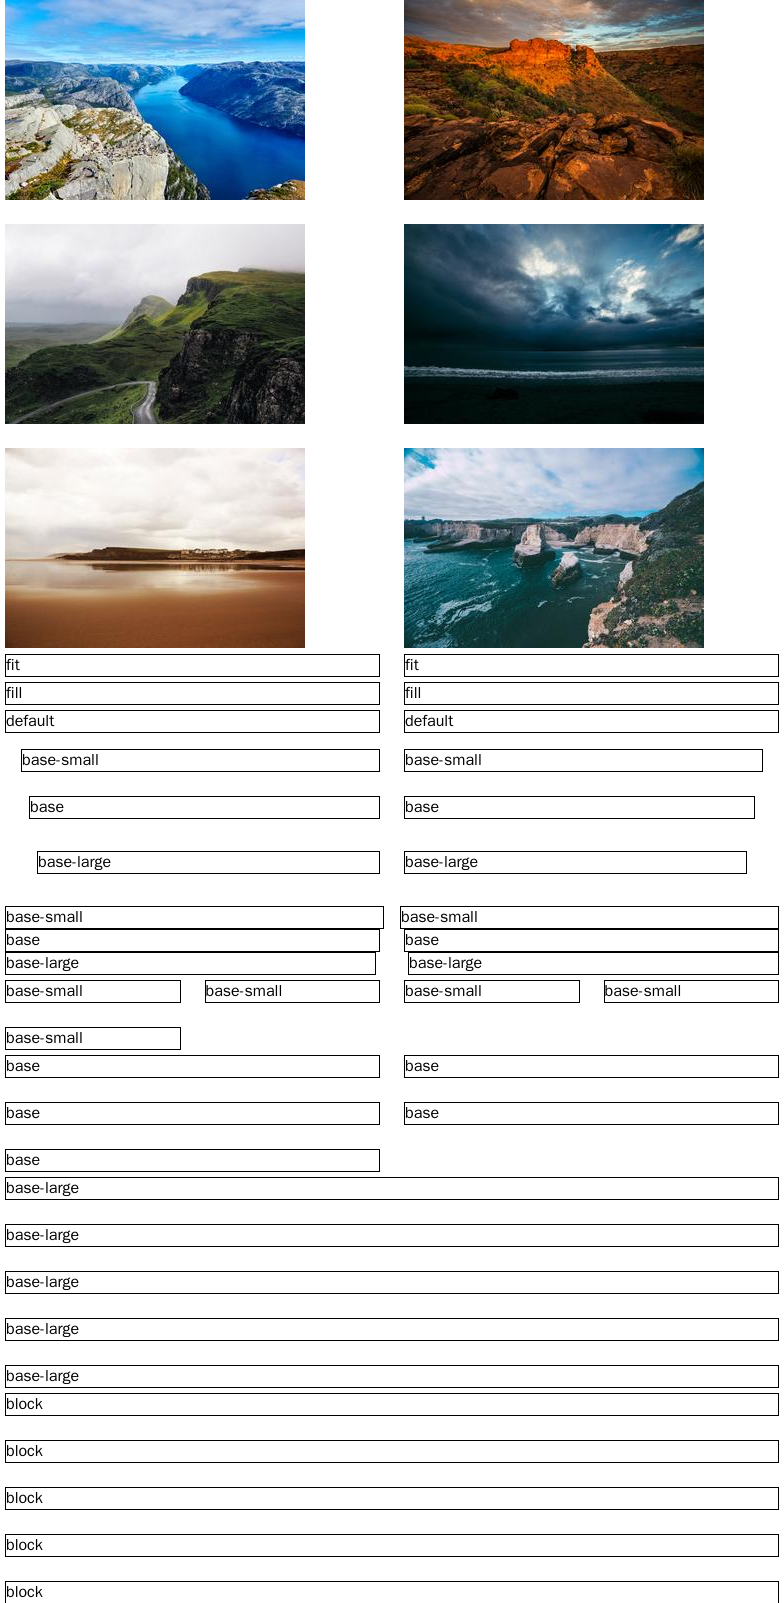 fit fit
fill fill
default default
base-small base-small
base base
base-large base-large
base-small base-small
base base
base-large base-large
base-small base-small base-small base-small
base-small
base base
base base
base
base-large
base-large
base-large
base-large
base-large
block
block
block
block
block